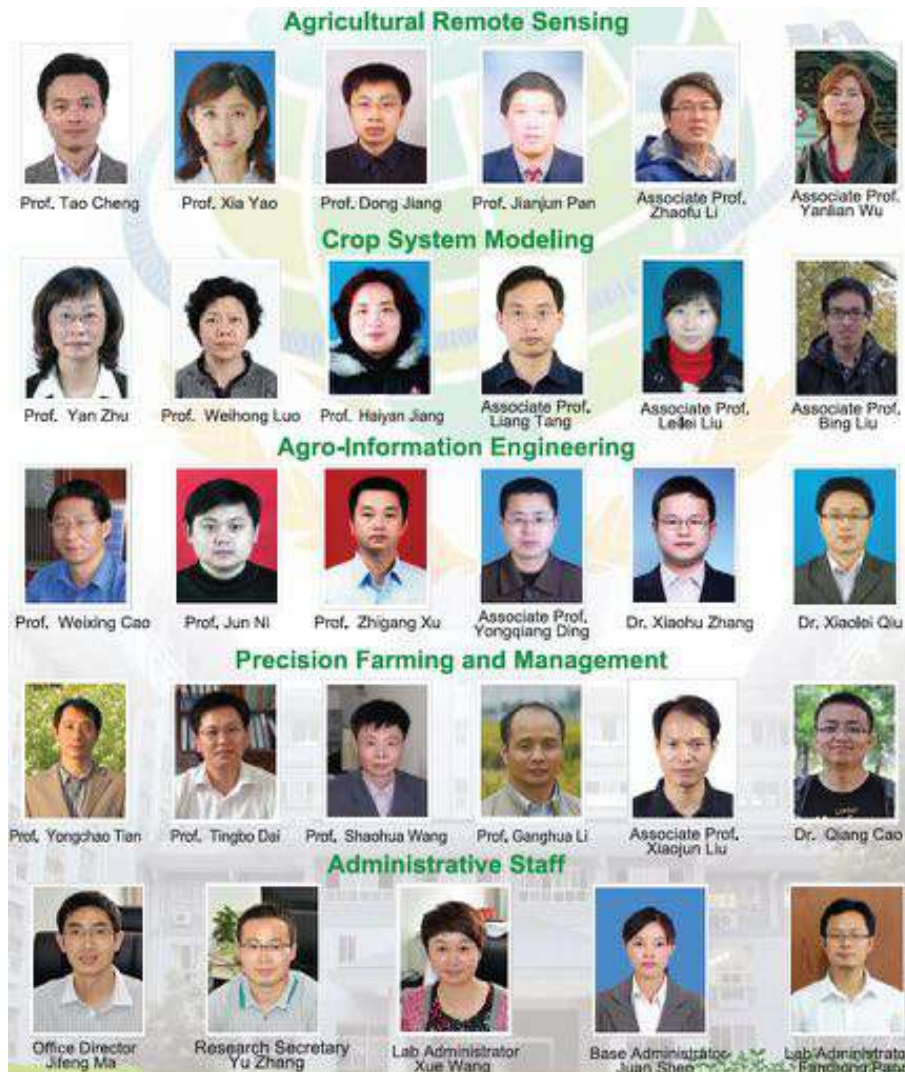 Agricultural Remote Sensing
Prof. Tao Cheng
Prof. Xia Yao
Prof. Dong Jiang
Prof. Jianjun Pan
Associate Prof.
Zhaofu Li
Associate Prof.
Yanlian Wu
Crop System Modeling
Prof. Yan Zhu
Prof. Weihong Luo
Prof. Haiyan Jiang
Associate Prof.
Liang Tang
Associate Prof.
Leilei Liu
Associate Prof.
Bing Liu
Agro-Information Engineering
Prof. Weixing Cao
Prof. Jun Ni
Prof. Zhigang Xu
Associate Prof.
Yongqiang Ding
Dr. Xiaohu Zhang
Dr. Xiaolei Qiu
Precision Farming and Management
Prof. Yongchao Tian
Prof. Tingbo Dai
Prof. Shaohua Wang
Prof. Ganghua Li
Associate Prof.
Xiaojun Liu
Dr. Qiang Cao
Administrative Staff
Office Director
Jifeng Ma
Research Secretary
Yu Zhang
Lab Administrator
Xue Wang
Base Administrator
Juan Shen
Lab Administrator